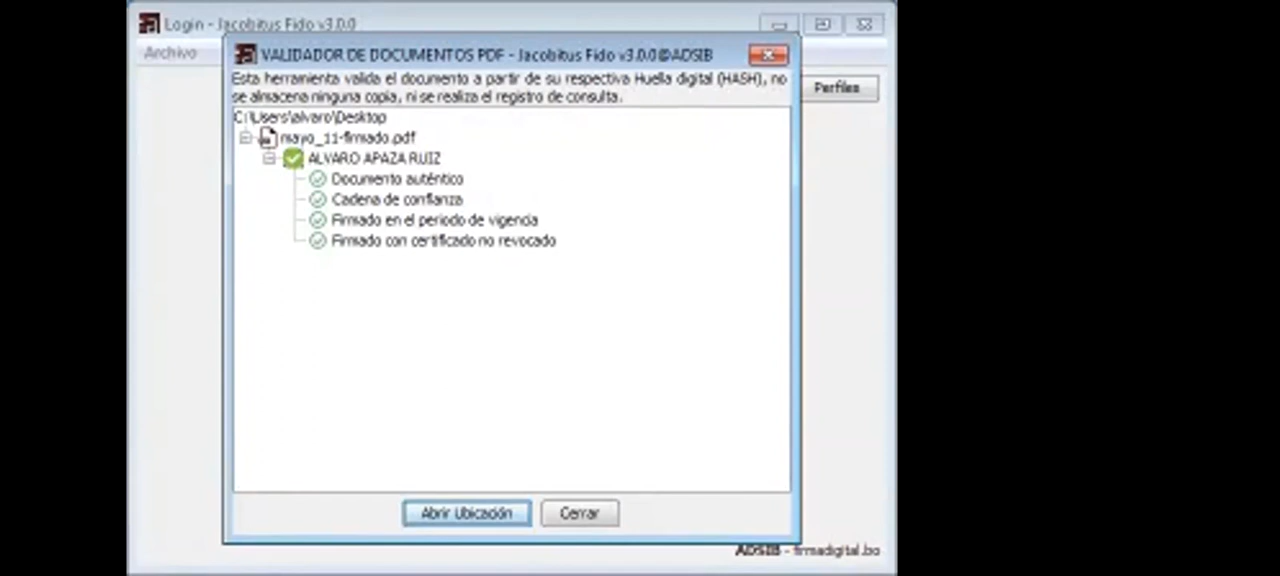 Login - Jacobitus Fido v3.0.0
Archivo
VALIDADOR DE DOCUMENTOS PDF - Jacobitus Fido v3.0.0@ADSIB
Esta herramienta valida el documento a partir de su respectiva Huella digital (HASH), no
se almacena ninguna copia, ni se realiza el registro de consulta.
Perfiles
C:\Users\alvaro\Desktop
mayo_11-firmado.pdf
ALVARO APAZA RUIZ
Documento auténtico
Cadena de confianza
Firmado en el periodo de vigencia
Firmado con certificado no revocado
Abrir Ubicación
Cerrar
ADSIB - firmadigital.bo